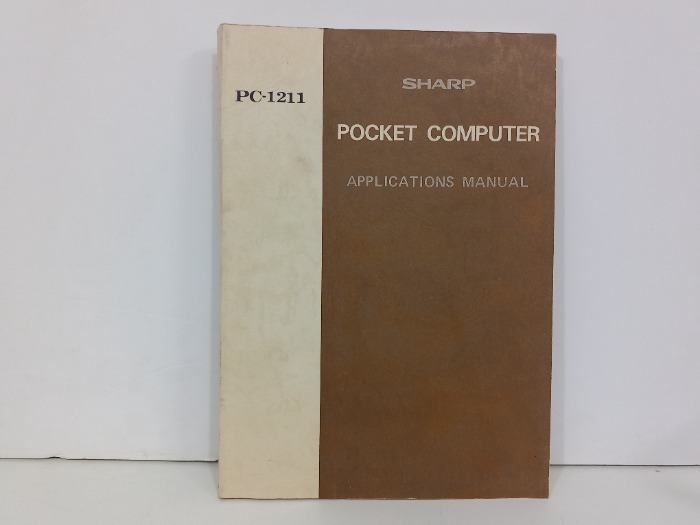 PC-1211
SHARP
POCKET COMPUTER
APPLICATIONS MANUAL